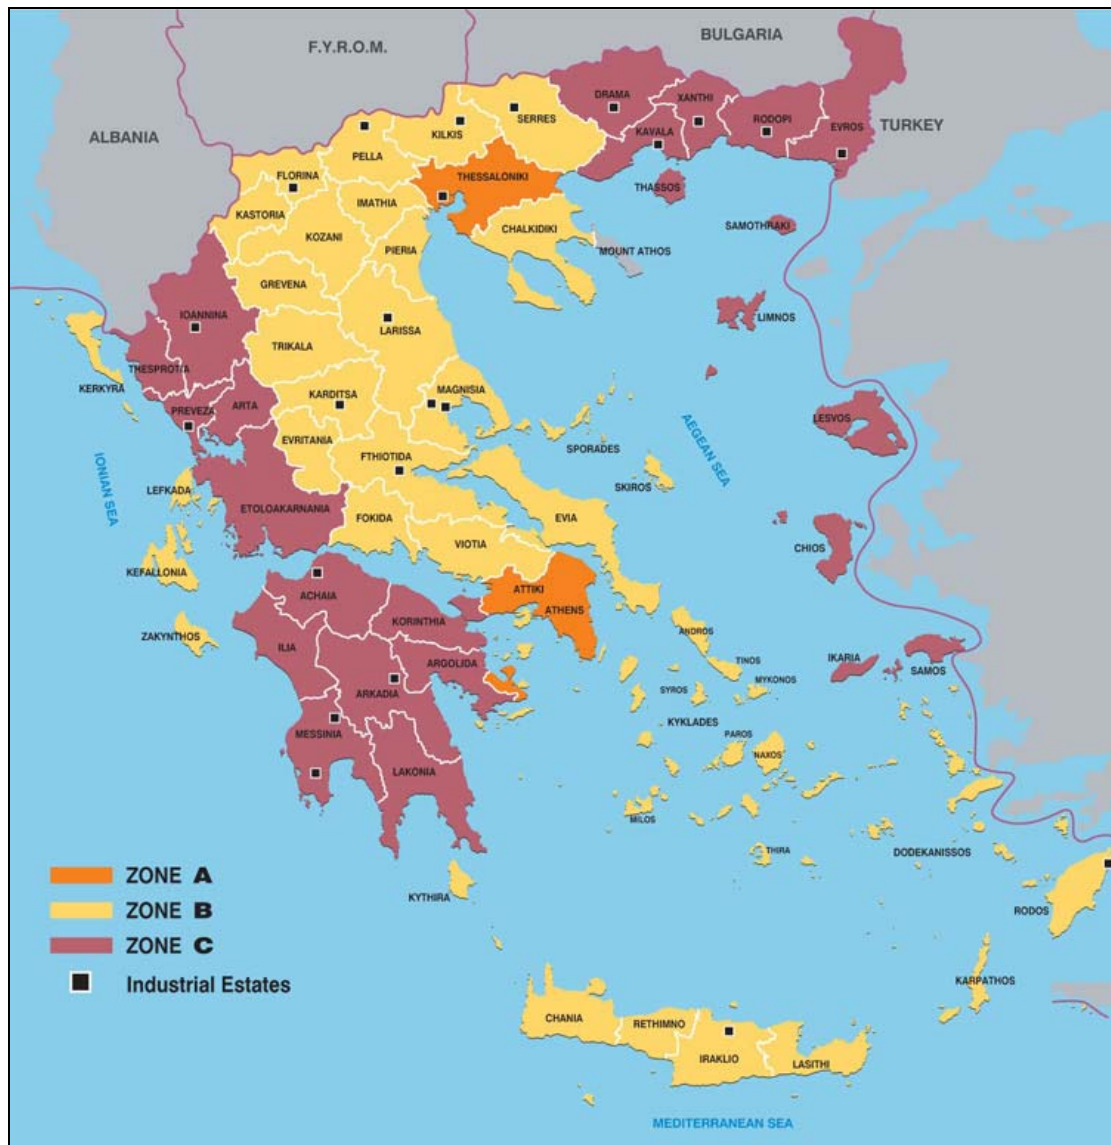 BULGARIA
F.Y.R.O.M.
ALBANIA
TURKEY
DRAMA
XANTHI
RODOPI
EVROS
KAVALA
SERRES
KILKIS
PELLA
FLORINA
THESSALONIKI
THASSOS
KASTORIA
IMATHIA
KOZANI
PIERIA
CHALKIDIKI
MOUNT ATHOS
SAMOTHRAKI
GREVENA
IOANNINA
LARISSA
LIMNOS
TRIKALA
THESPROTIA
KERKYRA
KARDITSA
MAGNISIA
PREVEZA
ARTA
LESVOS
EVRITANIA
FTHIOTIDA
SPORADES
AEGEAN SEA
IONIAN SEA
SKIROS
LEFKADA
ETOLOAKARNANIA
FOKIDA
EVIA
VIOTIA
CHIOS
KEFALLONIA
ATTIKI
ATHENS
ACHAIA
KORINTHIA
ZAKYNTHOS
ILIA
ANDROS
ARGOLIDA
TINOS
IKARIA
SAMOS
ARKADIA
SYROS
MYKONOS
KYKLADES
MESSINIA
PAROS
NAXOS
LAKONIA
MILOS
THIRA
DODEKANISSOS
KYTHIRA
RODOS
KARPATHOS
ZONE A
ZONE B
ZONE C
Industrial Estates
CHANIA
RETHIMNO
IRAKLIO
LASITHI
MEDITERRANEAN SEA